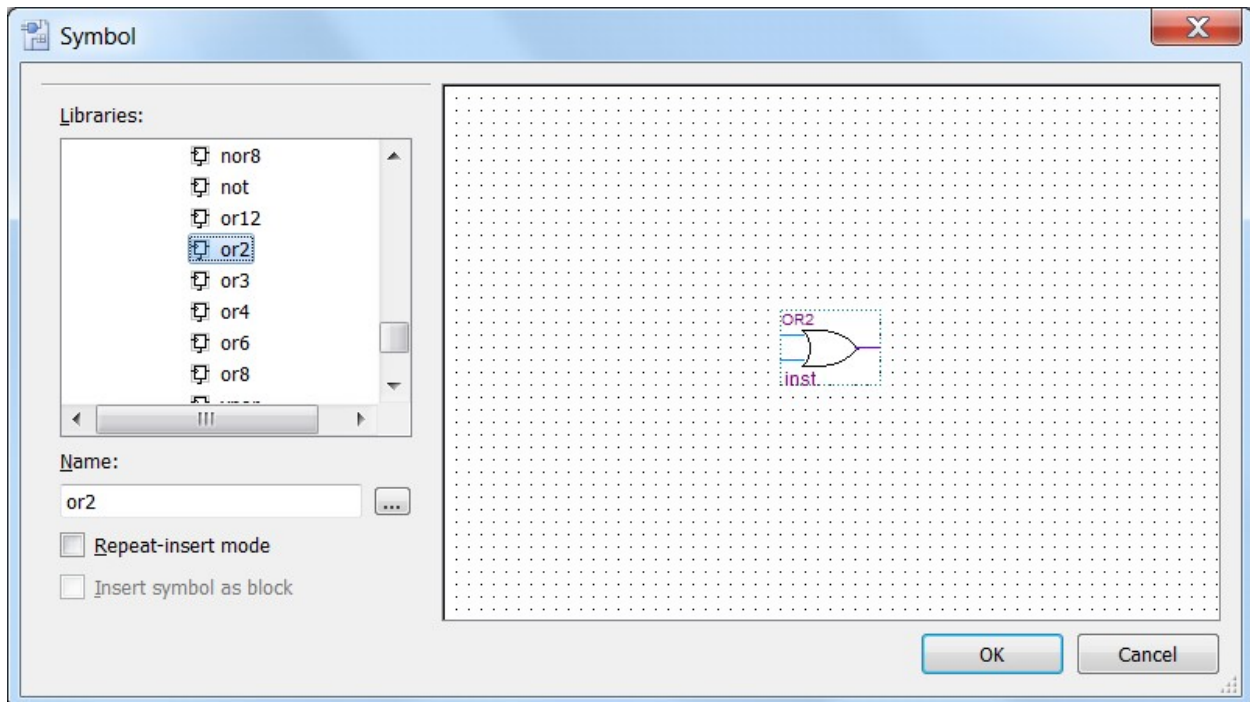 Symbol
Libraries:
nor8
not
or12
or2
or3
or4
or6
or8
Name:
or2
...
Repeat-insert mode
Insert symbol as block
OR2
inst
OK
Cancel